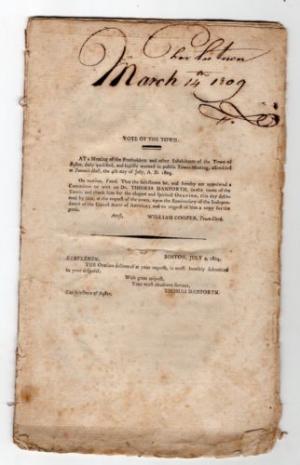 March 14th 1809
VOTE OF THE TOWN.
AT a Meeting of the Freeholders and other Inhabitants of the Town of
Boston, duly qualified, and legally warned in public Town-Meeting, assembled
at Faneuil-Hall, the 4th day of July, A. D. 1804.
On motion, Voted, That the Selectmen be, and hereby are appointed a
Committee to wait on Dr. THOMAS DANFORTH, in the name of the
Town, and thank him for the elegant and spirited ORATION, this day deliv-
ered by him, at the request of the town, upon the Anniversary of the Indepen-
dence of the United States of AMERICA; and to request of him a copy for the
press.
Attest, WILLIAM COOPER, Town-Clerk.
GENTLEMEN, BOSTON, JULY 4, 1804.
THE Oration delivered at your request, is most humbly submitted
to your disposal.
With great respect,
Your most obedient servant,
THOMAS DANFORTH.
The Selectmen of Boston.